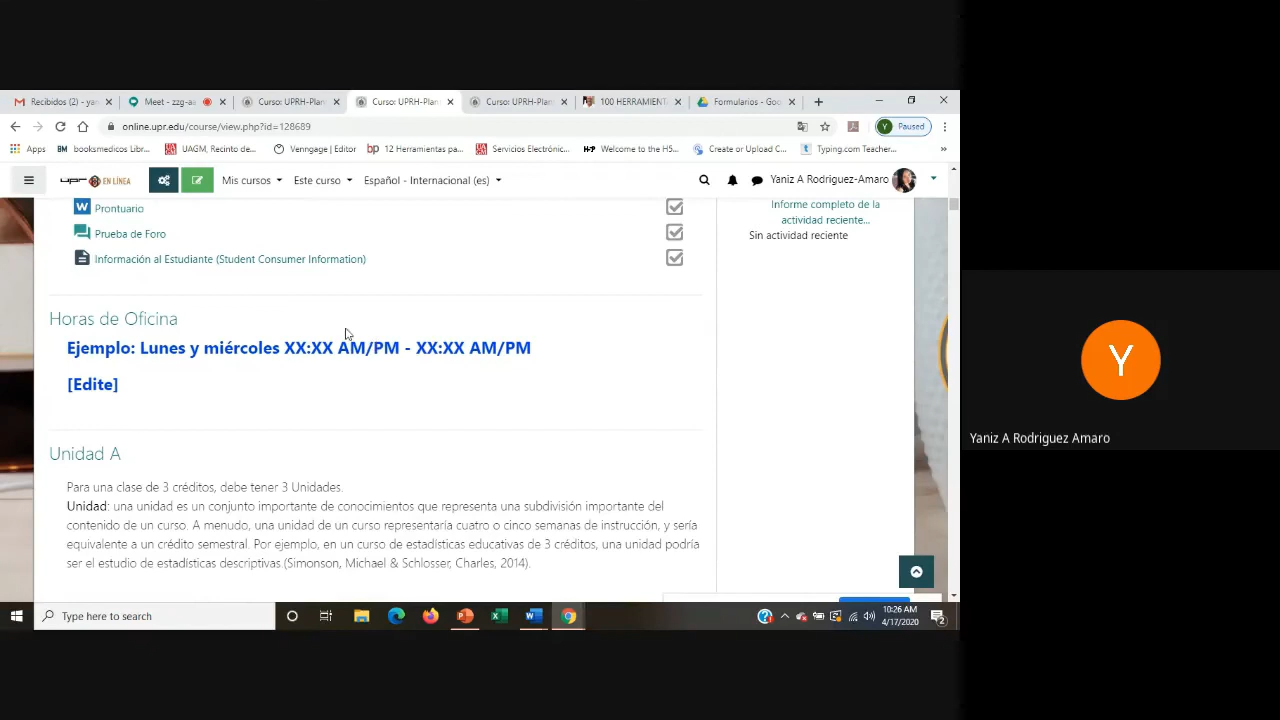 Recibidos (2) - yan
Meet - zzg-aa
Curso: UPRH-Plan
Curso: UPRH-Plan
Curso: UPRH-Plan
100 HERRAMIENT
Formularios - Goo
online.upr.edu/course/view.php?id=128689
Paused
Apps
booksmedicos Libr...
UAGM, Recinto de...
Venngage | Editor
12 Herramientas pa...
Servicios Electrónic...
Welcome to the H5...
Create or Upload C...
Typing.com Teacher...
upr EN LÍNEA
Mis cursos
Este curso
Español - Internacional (es)
Yaniz A Rodriguez-Amaro
Prontuario
Prueba de Foro
Información al Estudiante (Student Consumer Information)
Informe completo de la
actividad reciente...
Sin actividad reciente
Horas de Oficina
Ejemplo: Lunes y miércoles XX:XX AM/PM - XX:XX AM/PM
[Edite]
Unidad A
Para una clase de 3 créditos, debe tener 3 Unidades.
Unidad: una unidad es un conjunto importante de conocimientos que representa una subdivisión importante del
contenido de un curso. A menudo, una unidad de un curso representaría cuatro o cinco semanas de instrucción, y sería
equivalente a un crédito semestral. Por ejemplo, en un curso de estadísticas educativas de 3 créditos, una unidad podría
ser el estudio de estadísticas descriptivas.(Simonson, Michael & Schlosser, Charles, 2014).
Type here to search
10:26 AM
4/17/2020
Y
Yaniz A Rodriguez Amaro